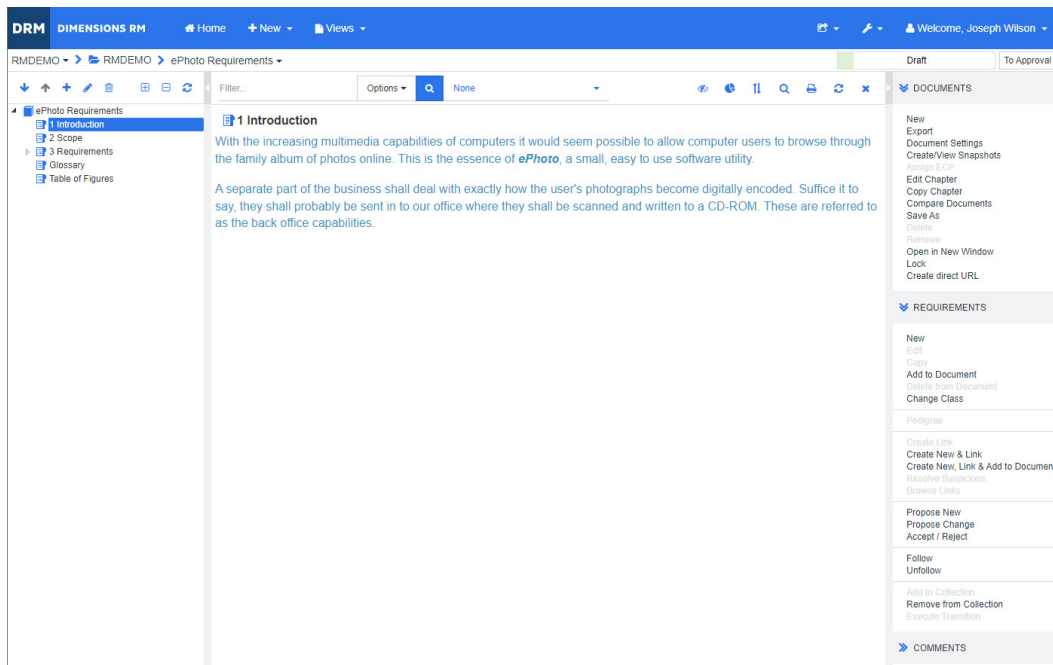 DRM DIMENSIONS RM Home New Views Welcome, Joseph Wilson
RMDEMO RMDEMO ePhoto Requirements Draft To Approval
Filter... Options None
ePhoto Requirements
1 Introduction
2 Scope
3 Requirements
Glossary
Table of Figures
1 Introduction
With the increasing multimedia capabilities of computers it would seem possible to allow computer users to browse through
the family album of photos online. This is the essence of ePhoto, a small, easy to use software utility.
A separate part of the business shall deal with exactly how the user's photographs become digitally encoded. Suffice it to
say, they shall probably be sent in to our office where they shall be scanned and written to a CD-ROM. These are referred to
as the back office capabilities.
DOCUMENTS
New
Export
Document Settings
Create/View Snapshots
Assign ECP
Edit Chapter
Copy Chapter
Compare Documents
Save As
Delete
Remove
Open in New Window
Lock
Create direct URL
REQUIREMENTS
New
Edit
Copy
Add to Document
Delete from Document
Change Class
Pedigree
Create Link
Create New & Link
Create New, Link & Add to Documen
Resolve Suspicions
Browse Links
Propose New
Propose Change
Accept / Reject
Follow
Unfollow
Add to Collection
Remove from Collection
Execute Transition
COMMENTS